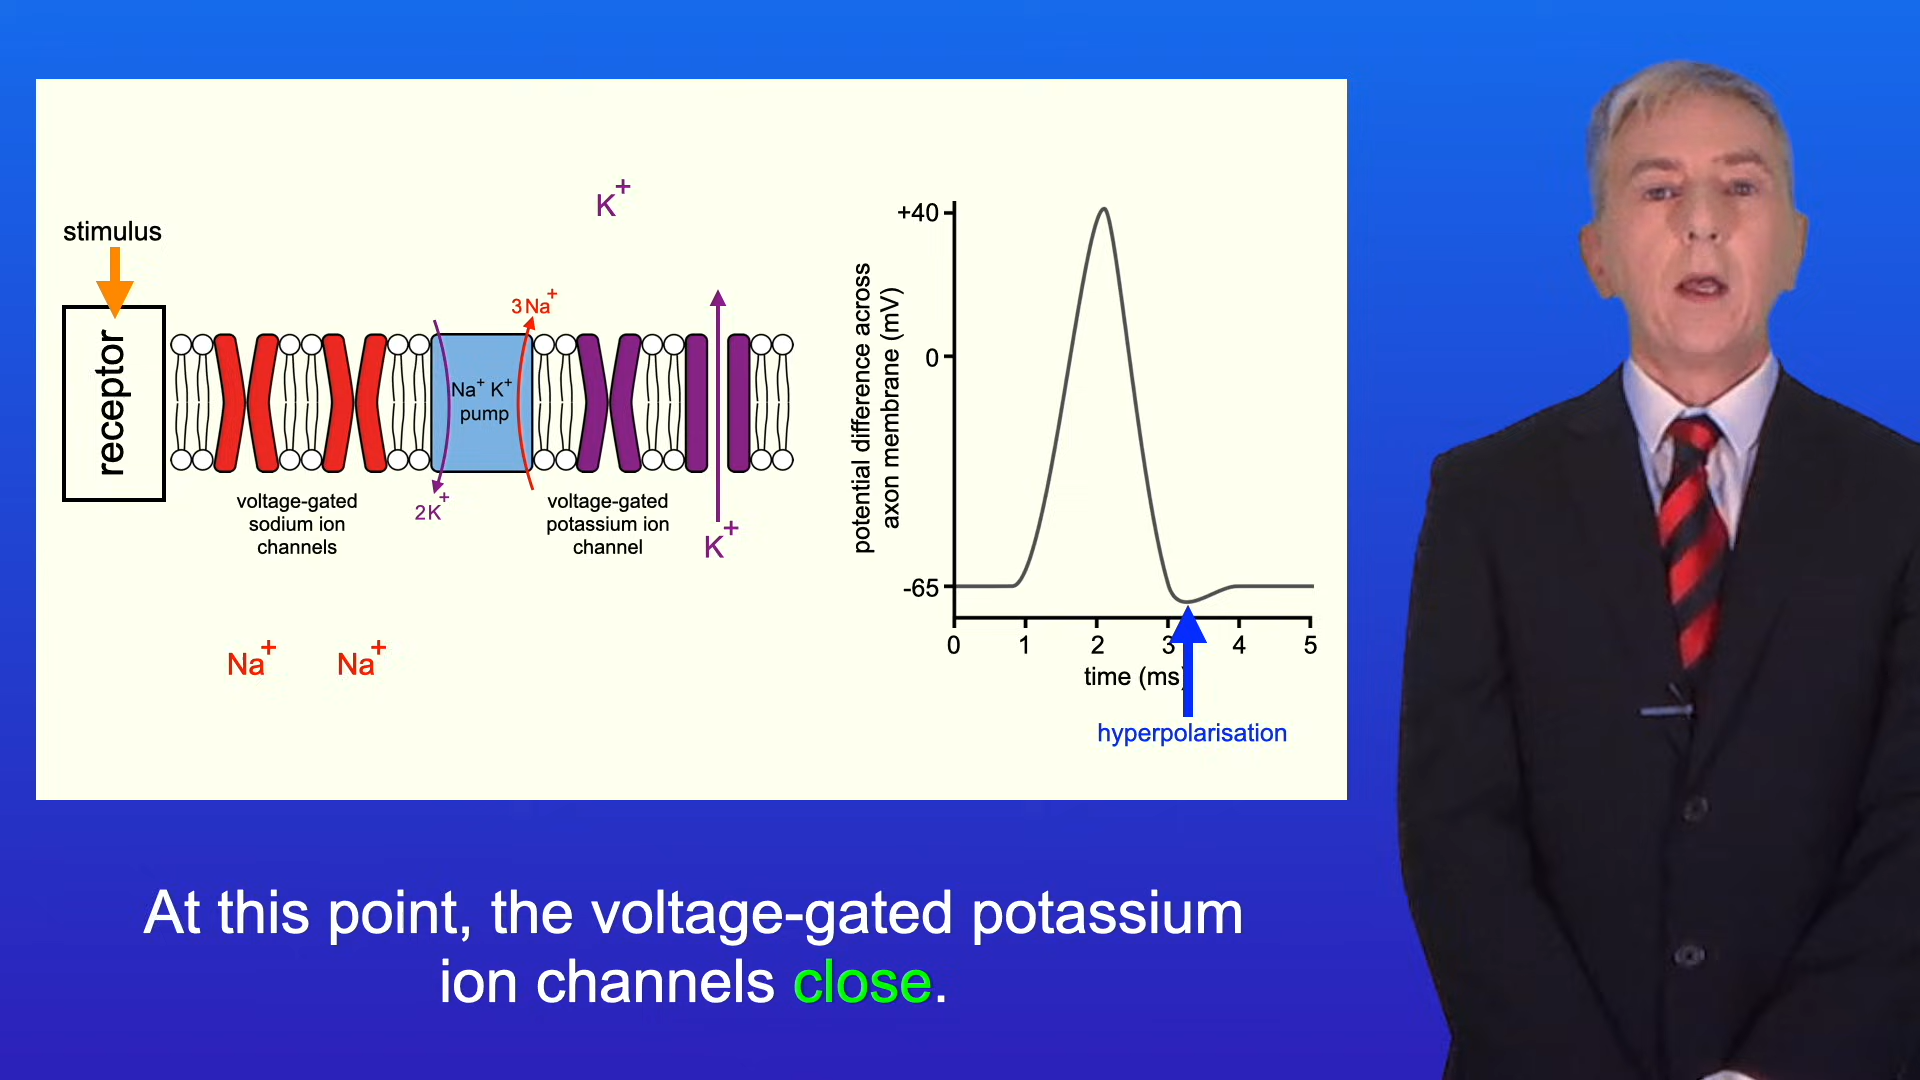 stimulus
receptor
K+
3Na+
Na+ K+
pump
2K+
voltage-gated
sodium ion
channels
voltage-gated
potassium ion
channel
K+
Na+
Na+
potential difference across
axon membrane (mV)
+40
0
-65
0 1 2 3 4 5
time (ms)
hyperpolarisation
At this point, the voltage-gated potassium
ion channels close.